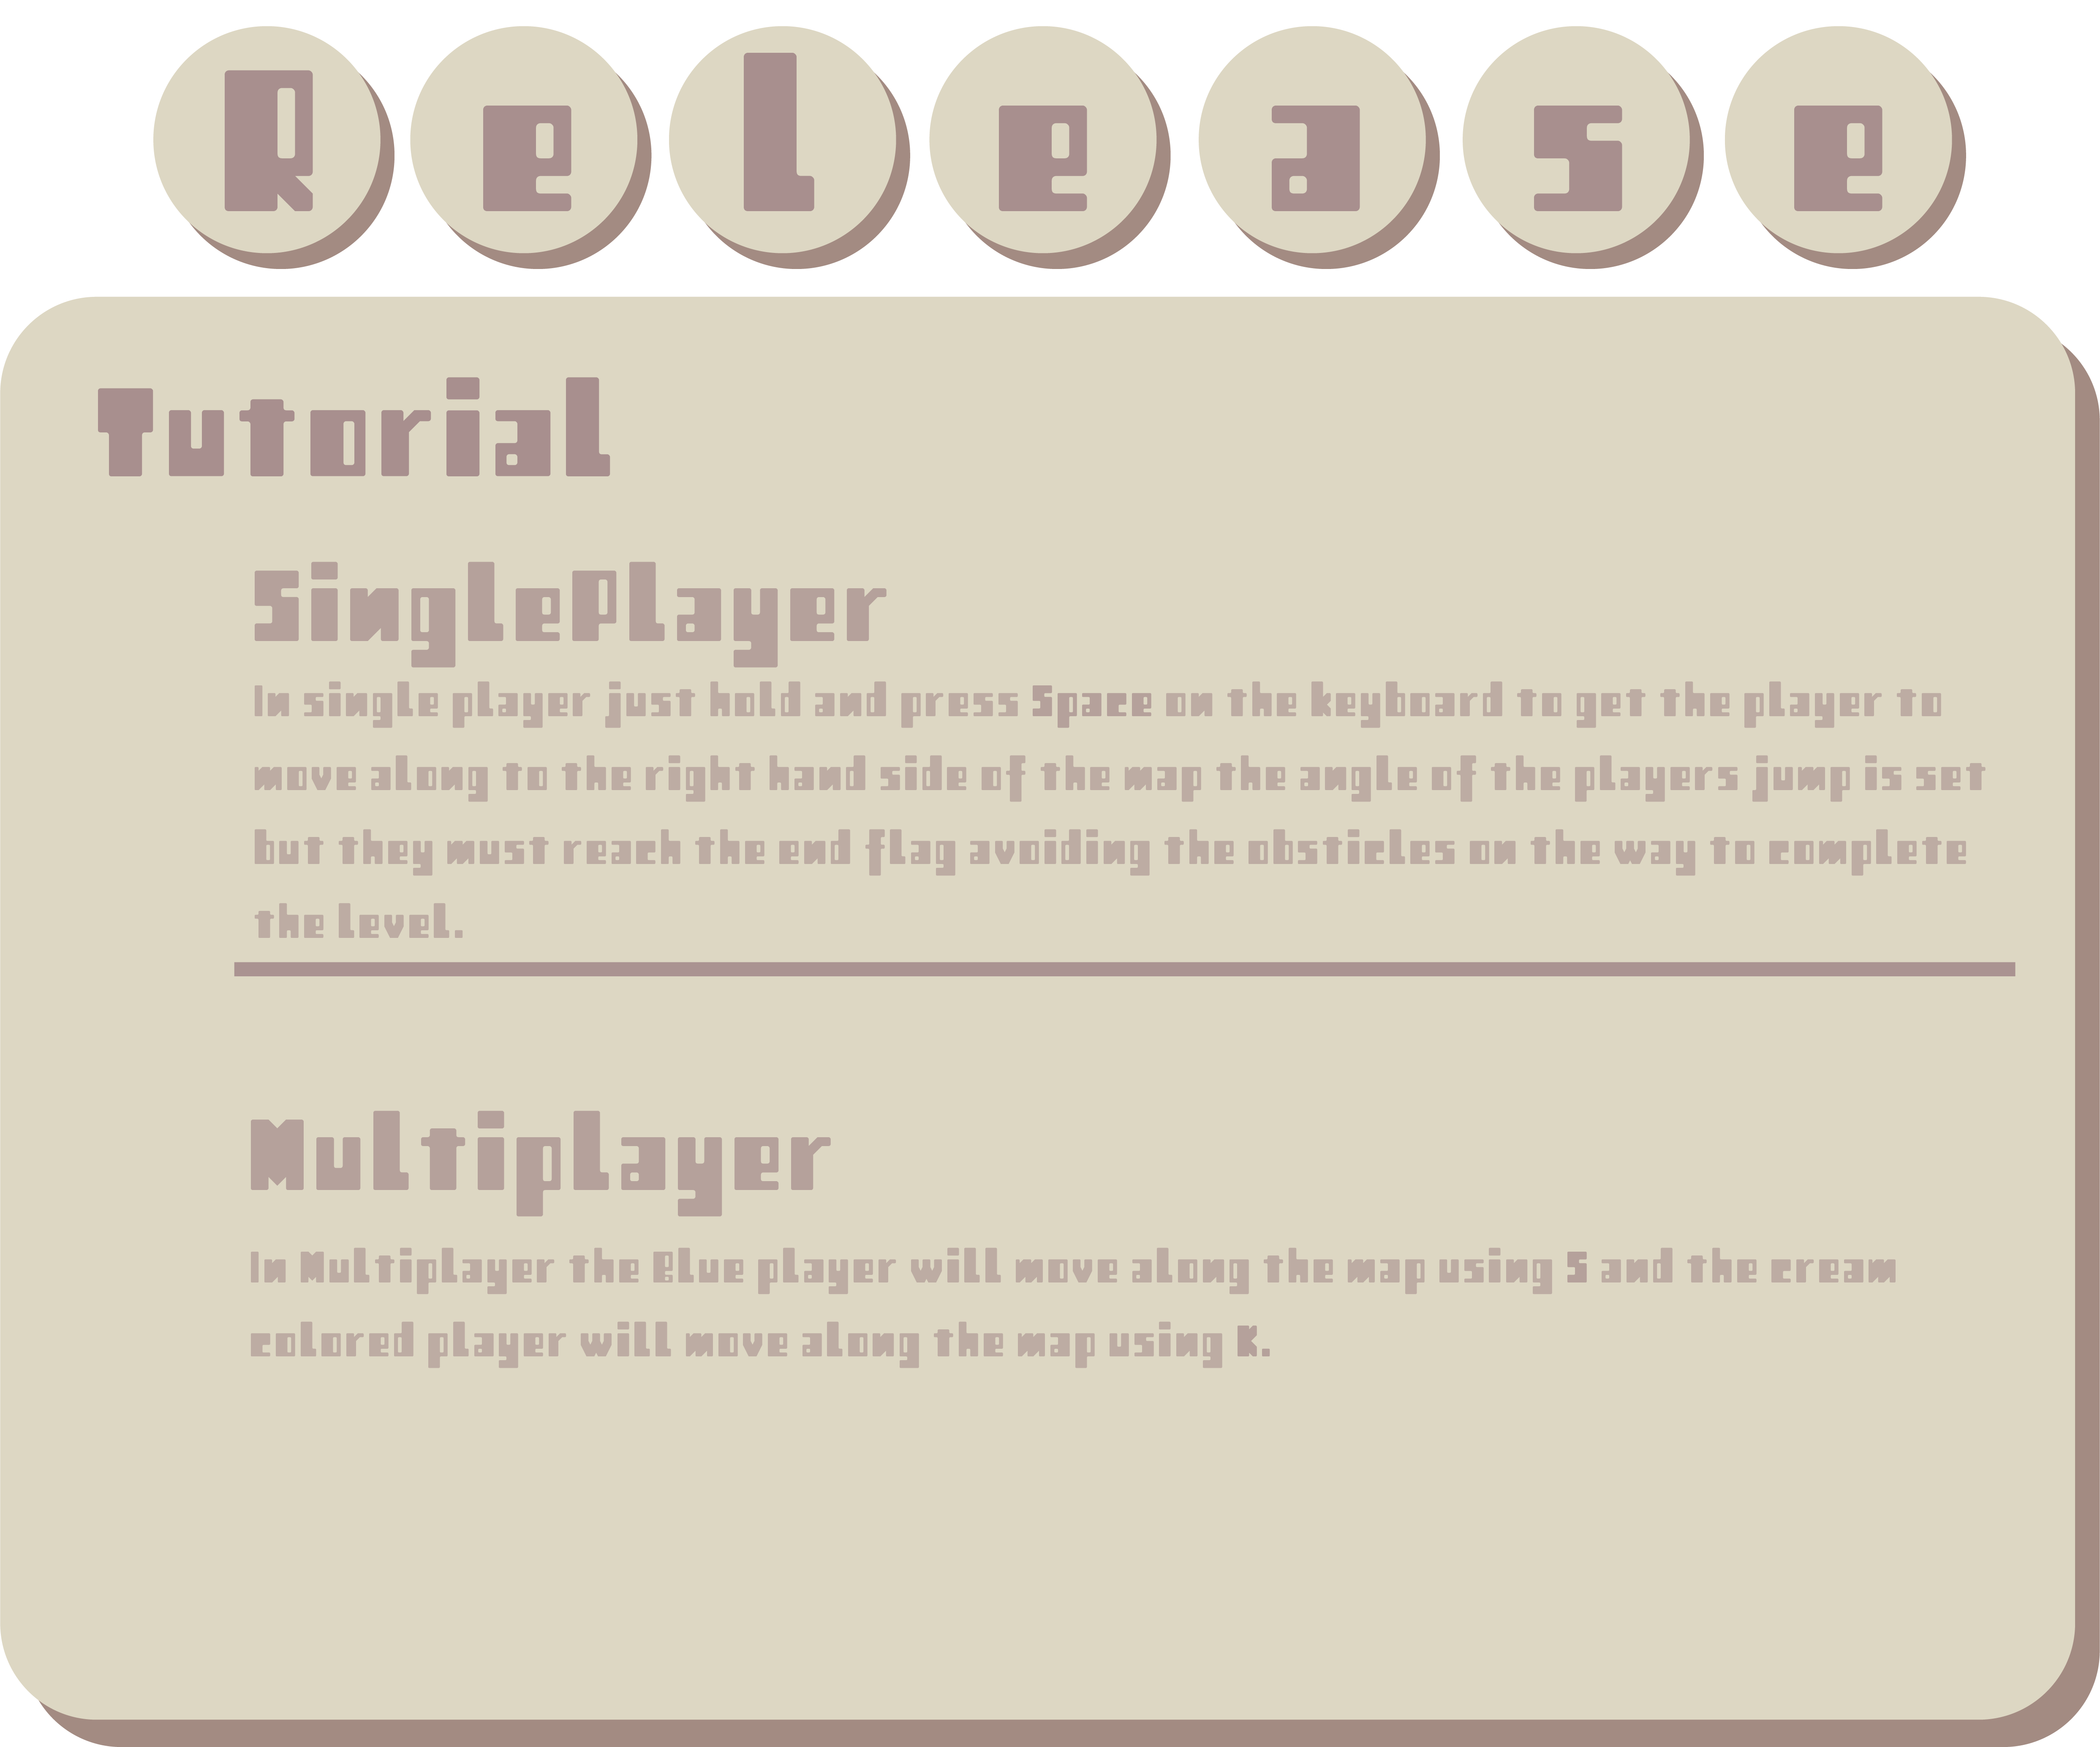 Release
Tutorial
SinglePlayer
In single player just hold and press Space on the keyboard to get the player to
move along to the right hand side of the map the angle of the players jump is set
but they must reach the end flag avoiding the obsticles on the way to complete
the level.
Multiplayer
In Multiplayer the Blue player will move along the map using S and the cream
colored player will move along the map using K.